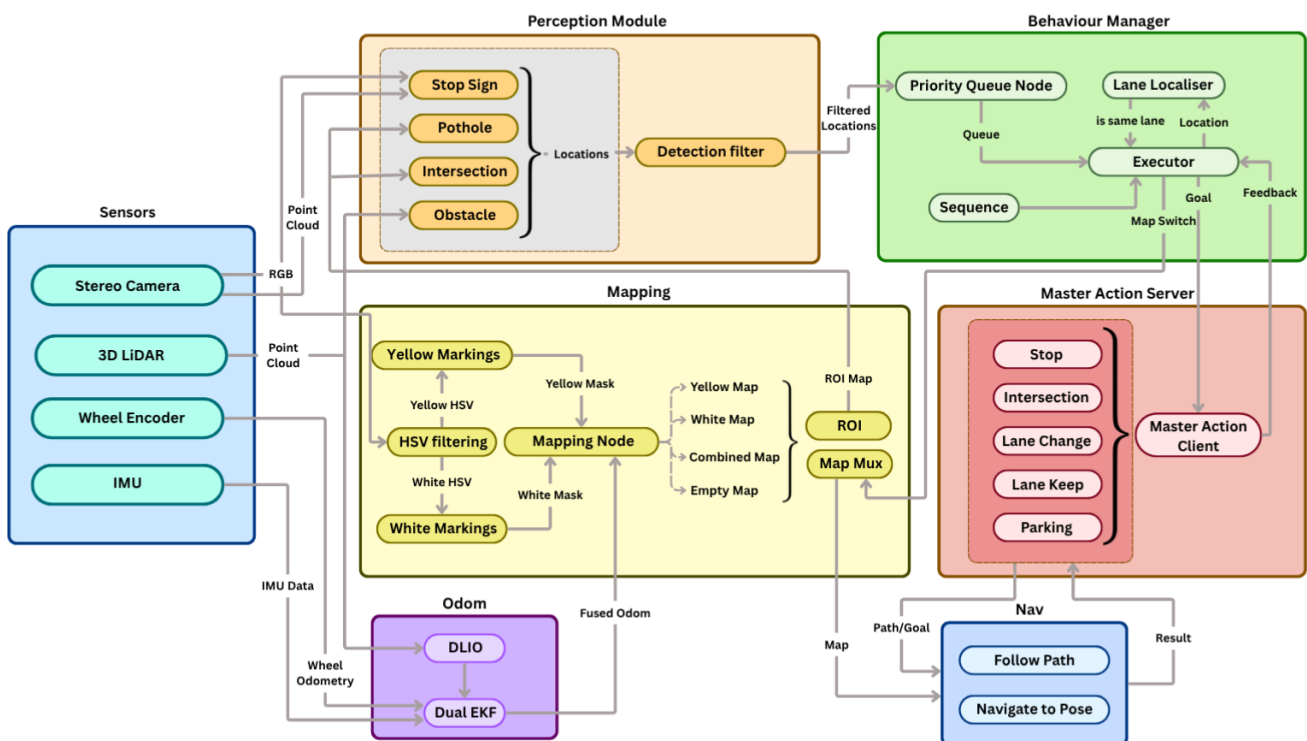 Perception Module
Behaviour Manager
Stop Sign
Pothole
Intersection
Obstacle
Locations
Detection filter
Filtered
Locations
Priority Queue Node
Lane Localiser
Queue
is same lane
Location
Executor
Sequence
Goal
Map Switch
Feedback
Sensors
Stereo Camera
3D LiDAR
Wheel Encoder
IMU
Point
Cloud
RGB
Point
Cloud
Mapping
Yellow Markings
Yellow Mask
Yellow HSV
HSV filtering
Mapping Node
White HSV
White Mask
White Markings
Yellow Map
White Map
Combined Map
Empty Map
ROI Map
ROI
Map Mux
Master Action Server
Stop
Intersection
Lane Change
Lane Keep
Parking
Master Action
Client
IMU Data
Wheel
Odometry
Odom
DLIO
Dual EKF
Fused Odom
Map
Path/Goal
Nav
Follow Path
Navigate to Pose
Result